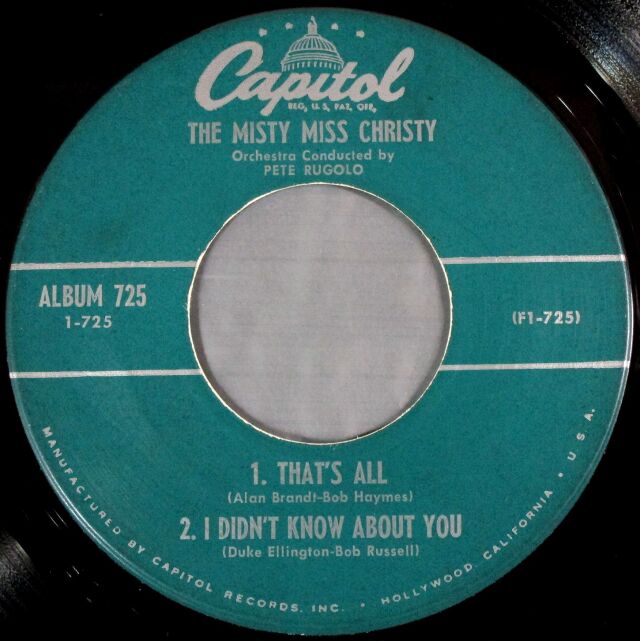 Capitol
REG. U.S. PAT. OFF.
THE MISTY MISS CHRISTY
Orchestra Conducted by
PETE RUGOLO
ALBUM 725
1-725
(F1-725)
1. THAT'S ALL
(Alan Brandt-Bob Haymes)
2. I DIDN'T KNOW ABOUT YOU
(Duke Ellington-Bob Russell)
MANUFACTURED BY CAPITOL RECORDS, INC. • HOLLYWOOD, CALIFORNIA • U.S.A.